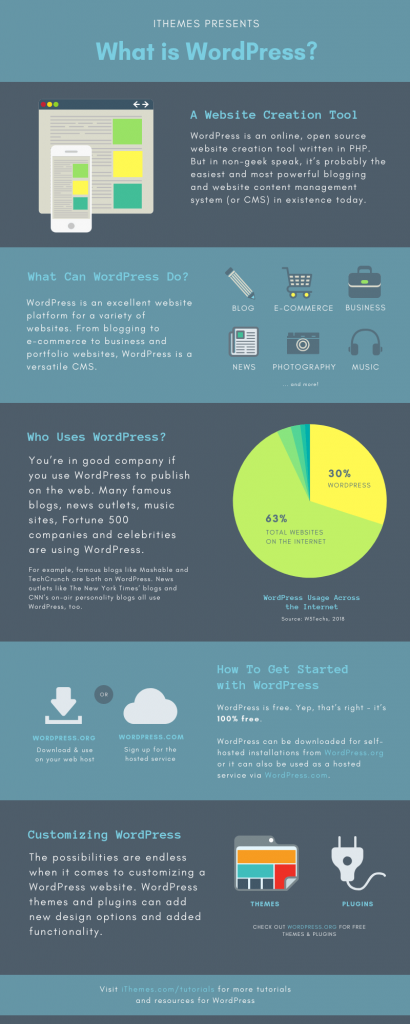 ITHEMES PRESENTS
What is WordPress?
A Website Creation Tool
WordPress is an online, open source
website creation tool written in PHP.
But in non-geek speak, it's probably the
easiest and most powerful blogging
and website content management
system (or CMS) in existence today.
What Can WordPress Do?
WordPress is an excellent website
platform for a variety of
websites. From blogging to
e-commerce to business and
portfolio websites, WordPress is a
versatile CMS.
BLOG
E-COMMERCE
BUSINESS
NEWS
PHOTOGRAPHY
MUSIC
... and more!
Who Uses WordPress?
You're in good company if
you use WordPress to publish
on the web. Many famous
blogs, news outlets, music
sites, Fortune 500
companies and celebrities
are using WordPress.
For example, famous blogs like Mashable and
TechCrunch are both on WordPress. News
outlets like The New York Times' blogs and
CNN's on-air personality blogs all use
WordPress, too.
30%
WORDPRESS
63%
TOTAL WEBSITES
ON THE INTERNET
WordPress Usage Across
the Internet
Source: W3Techs, 2018
OR
WORDPRESS.ORG
Download & use
on your web host
WORDPRESS.COM
Sign up for the
hosted service
How To Get Started
with WordPress
WordPress is free. Yep, that's right - it's
100% free.
WordPress can be downloaded for self-
hosted installations from WordPress.org
or it can also be used as a hosted
service via WordPress.com.
Customizing WordPress
The possibilities are endless
when it comes to customizing a
WordPress website. WordPress
themes and plugins can add
new design options and added
functionality.
THEMES
PLUGINS
CHECK OUT WORDPRESS.ORG FOR FREE
THEMES & PLUGINS
Visit iThemes.com/tutorials for more tutorials
and resources for WordPress